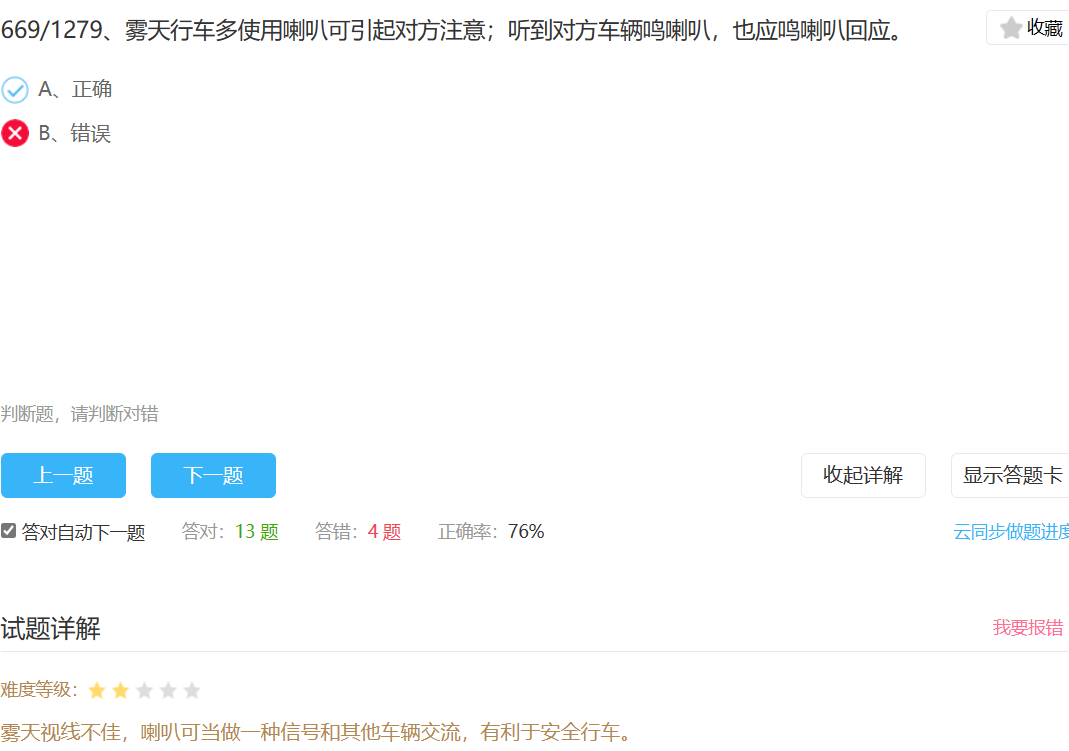 669/1279、雾天行车多使用喇叭可引起对方注意；听到对方车辆鸣喇叭，也应鸣喇叭回应。
收藏
A、正确
B、错误
判断题，请判断对错
上一题 下一题 收起详解 显示答题卡
答对自动下一题 答对：13 题 答错：4 题 正确率：76% 云同步做题进度
试题详解 我要报错
难度等级：
雾天视线不佳，喇叭可当做一种信号和其他车辆交流，有利于安全行车。